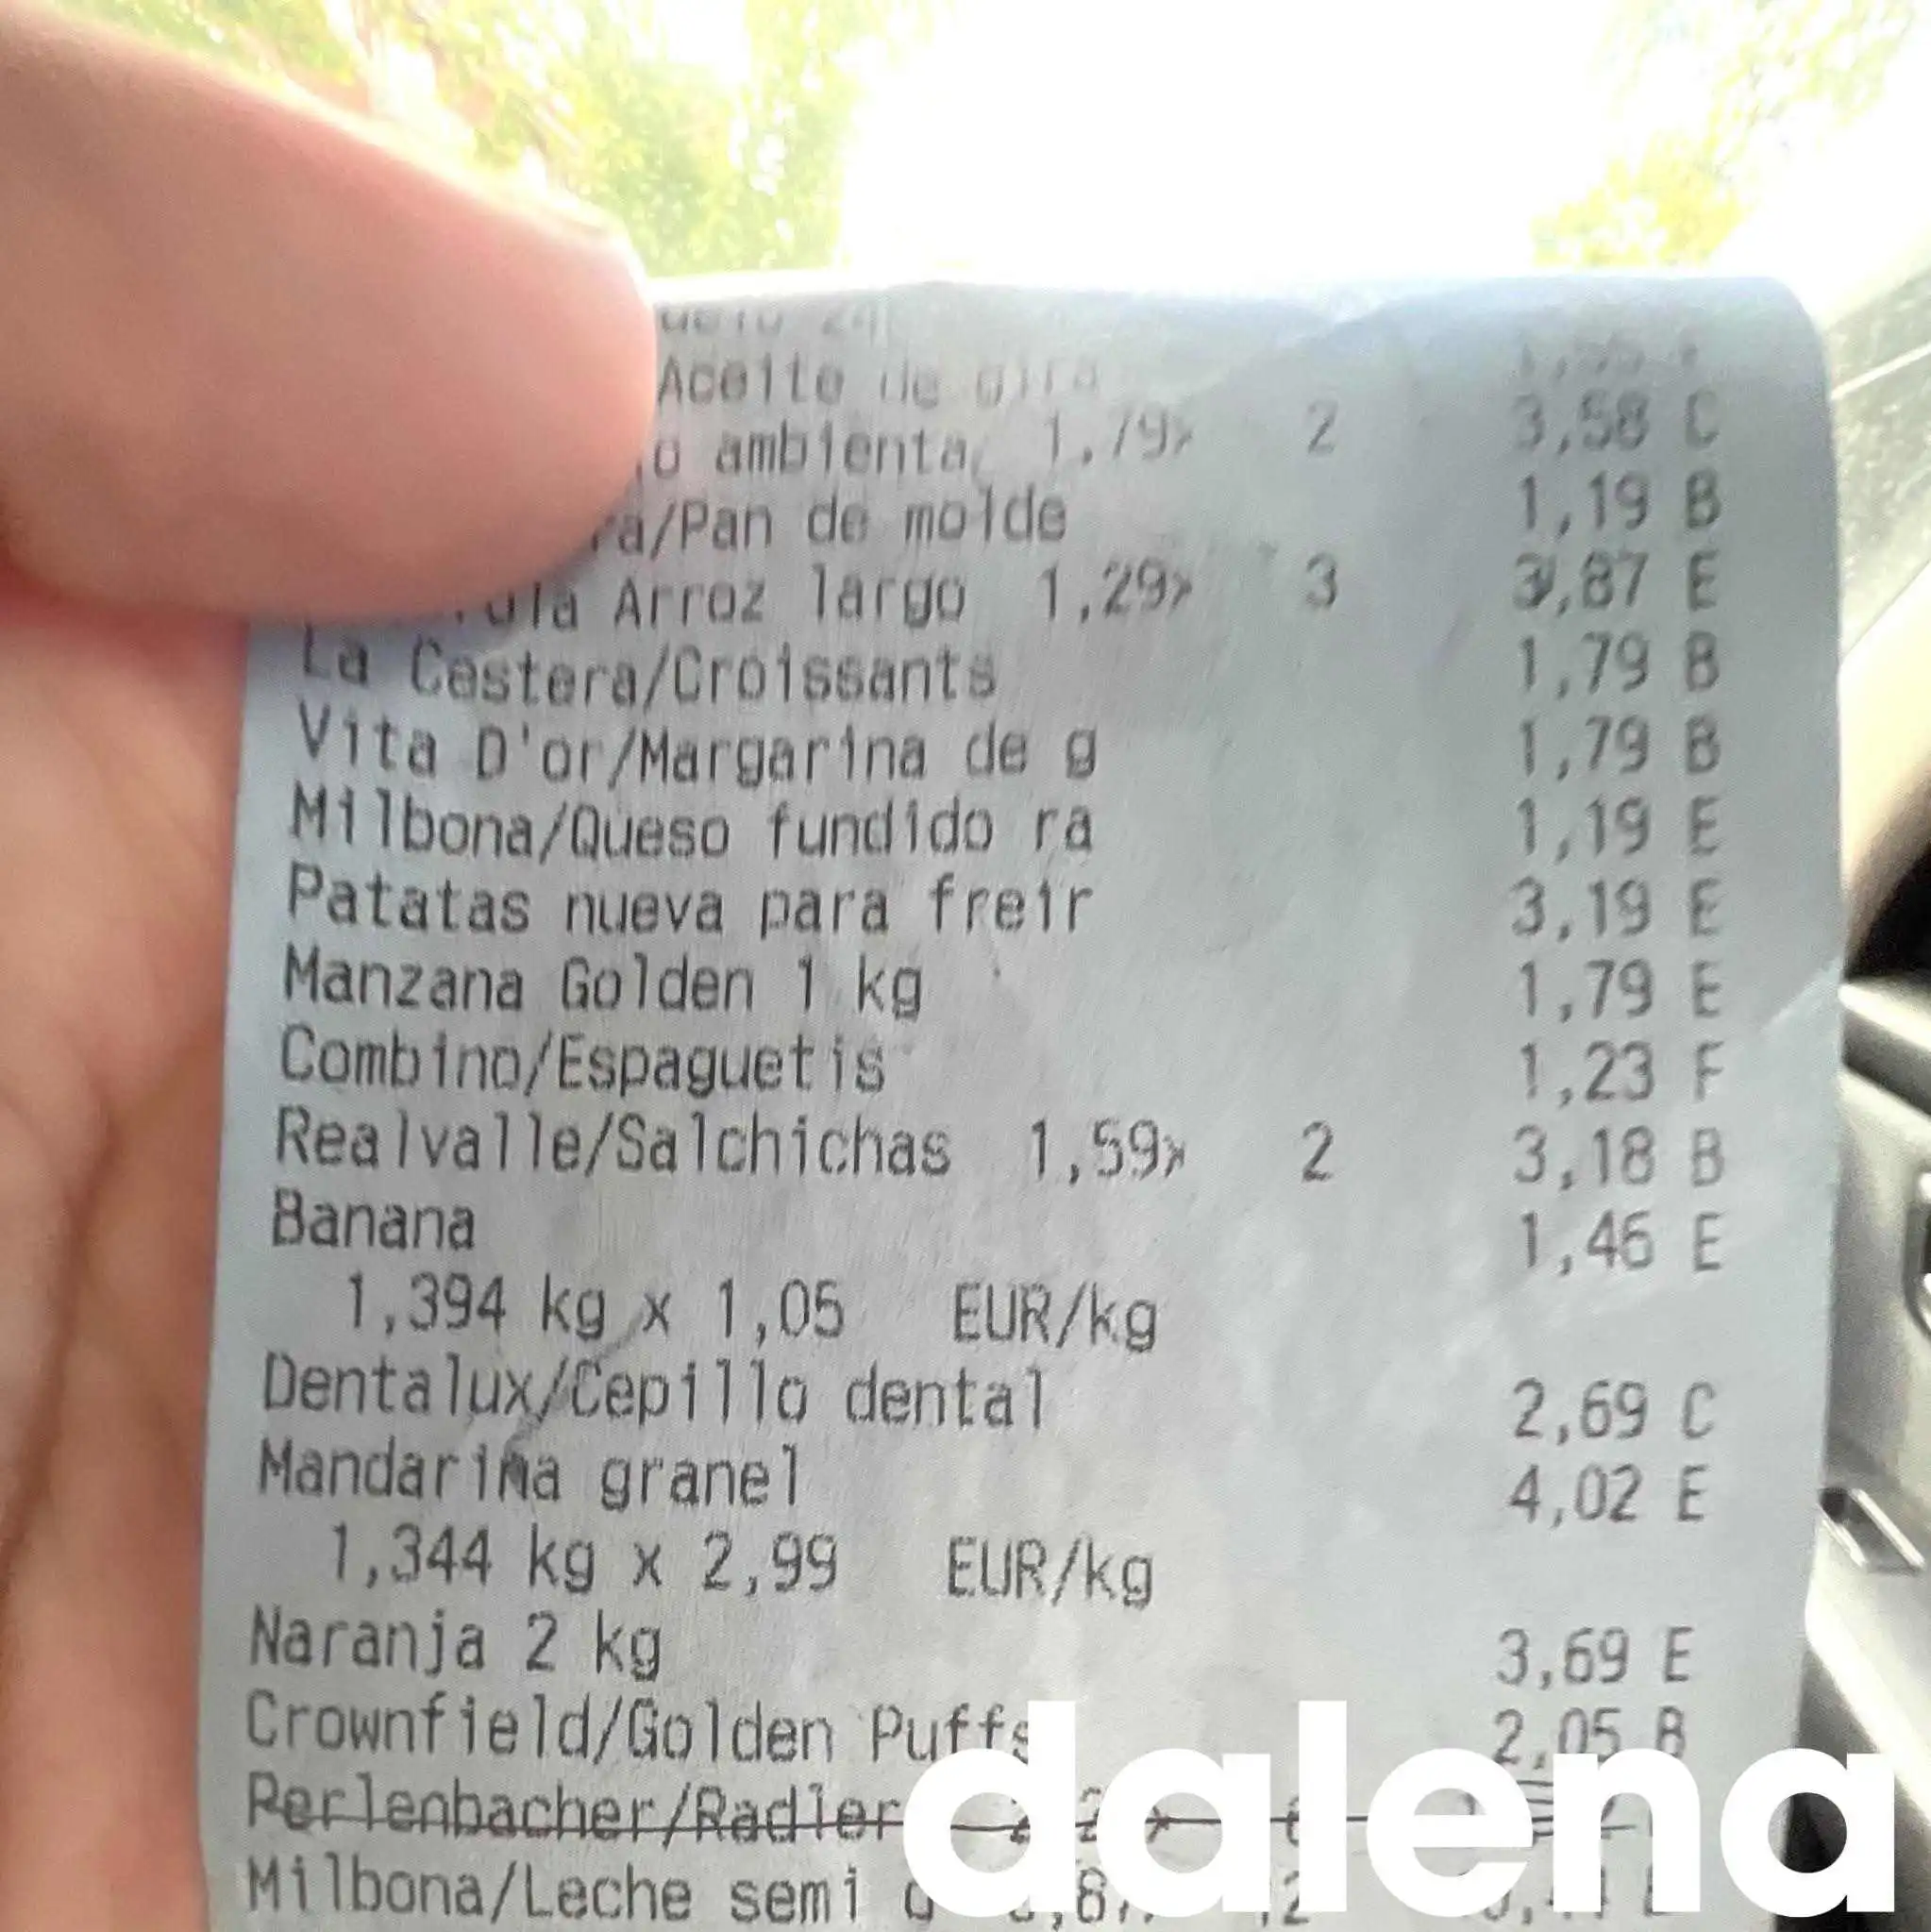 Aceite de gira
ambienta 1,79x 2 3,58 C
/Pan de molde 1,19 B
Arroz largo 1,29x 3 3,87 E
La Cestera/Croissants 1,79 B
Vita D'or/Margarina de g 1,79 B
Milbona/Queso fundido ra 1,19 E
Patatas nueva para freir 3,19 E
Manzana Golden 1 kg 1,79 E
Combino/Espaguetis 1,23 F
Realvalle/Salchichas 1,59x 2 3,18 B
Banana 1,46 E
1,394 kg x 1,05 EUR/kg
Dentalux/Cepillo dental 2,69 C
Mandarina granel 4,02 E
1,344 kg x 2,99 EUR/kg
Naranja 2 kg 3,69 E
Crownfield/Golden Puffs 2,05 B
Perlenbacher/Radler
Milbona/Leche semi
dalena